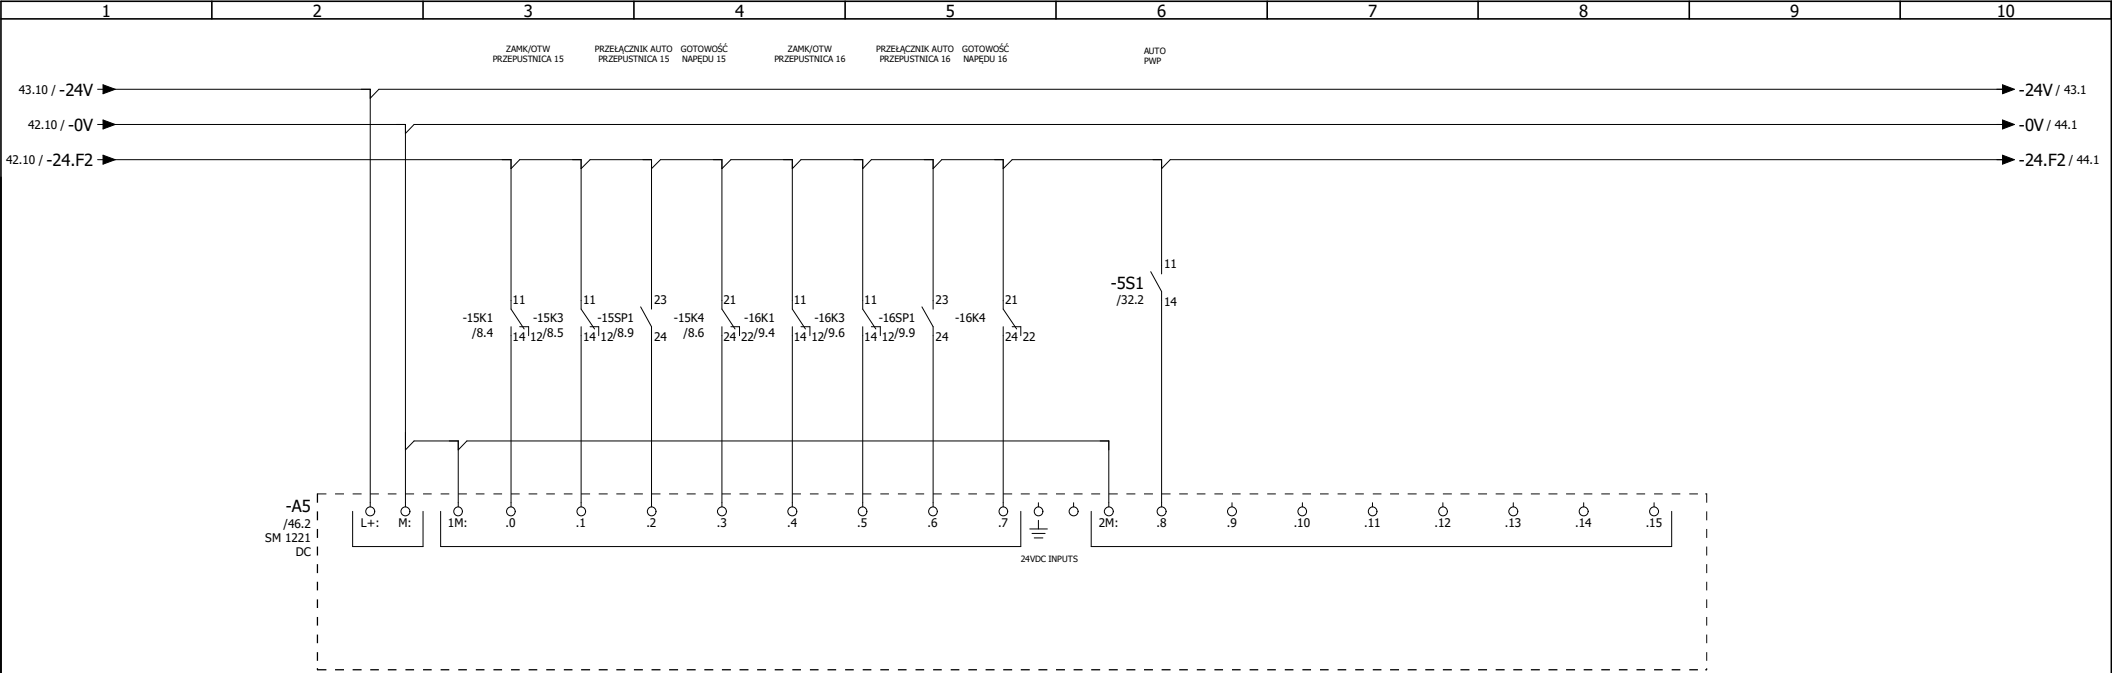 1 2 3 4 5 6 7 8 9 10
ZAMK/OTW
PRZEPUSTNICA 15
PRZEŁĄCZNIK AUTO
PRZEPUSTNICA 15
GOTOWOŚĆ
NAPĘDU 15
ZAMK/OTW
PRZEPUSTNICA 16
PRZEŁĄCZNIK AUTO
PRZEPUSTNICA 16
GOTOWOŚĆ
NAPĘDU 16
AUTO
PWP
43.10 / -24V
-24V / 43.1
42.10 / -0V
-0V / 44.1
42.10 / -24.F2
-24.F2 / 44.1
-15K1
/8.4
11
14 12
-15K3
/8.5
11
14 12
-15SP1
/8.9
23
24
-15K4
/8.6
21
24 22
-16K1
/9.4
11
14 12
-16K3
/9.6
11
14 12
-16SP1
/9.9
23
24
-16K4
21
24 22
-5S1
/32.2
11
14
-A5
/46.2
SM 1221
DC
L+: M: 1M: .0 .1 .2 .3 .4 .5 .6 .7 2M: .8 .9 .10 .11 .12 .13 .14 .15
24VDC INPUTS